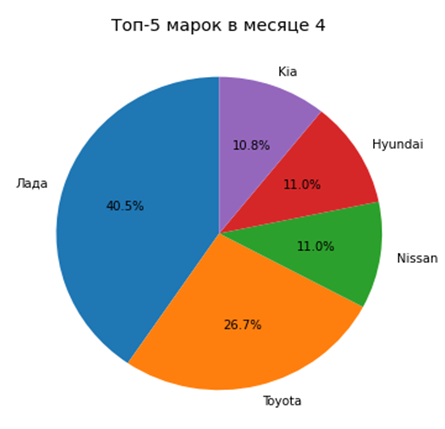 Топ-5 марок в месяце 4
Kia
10.8%
Hyundai
11.0%
Лада
40.5%
11.0%
Nissan
26.7%
Toyota